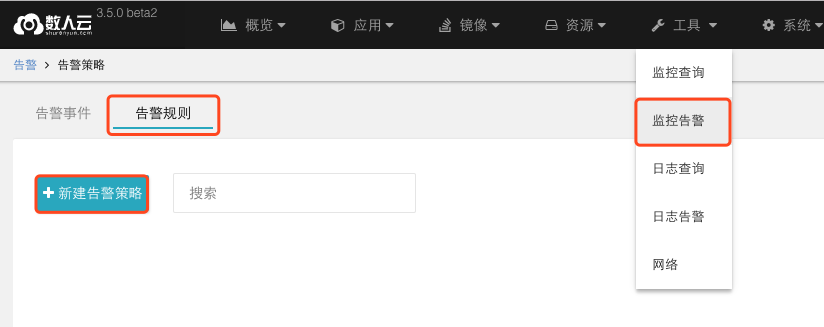 数人云 3.5.0 beta2 概览 应用 镜像 资源 工具 系统
shurenyun.com
告警 > 告警策略
告警事件 告警规则
+ 新建告警策略 搜索
监控查询
监控告警
日志查询
日志告警
网络